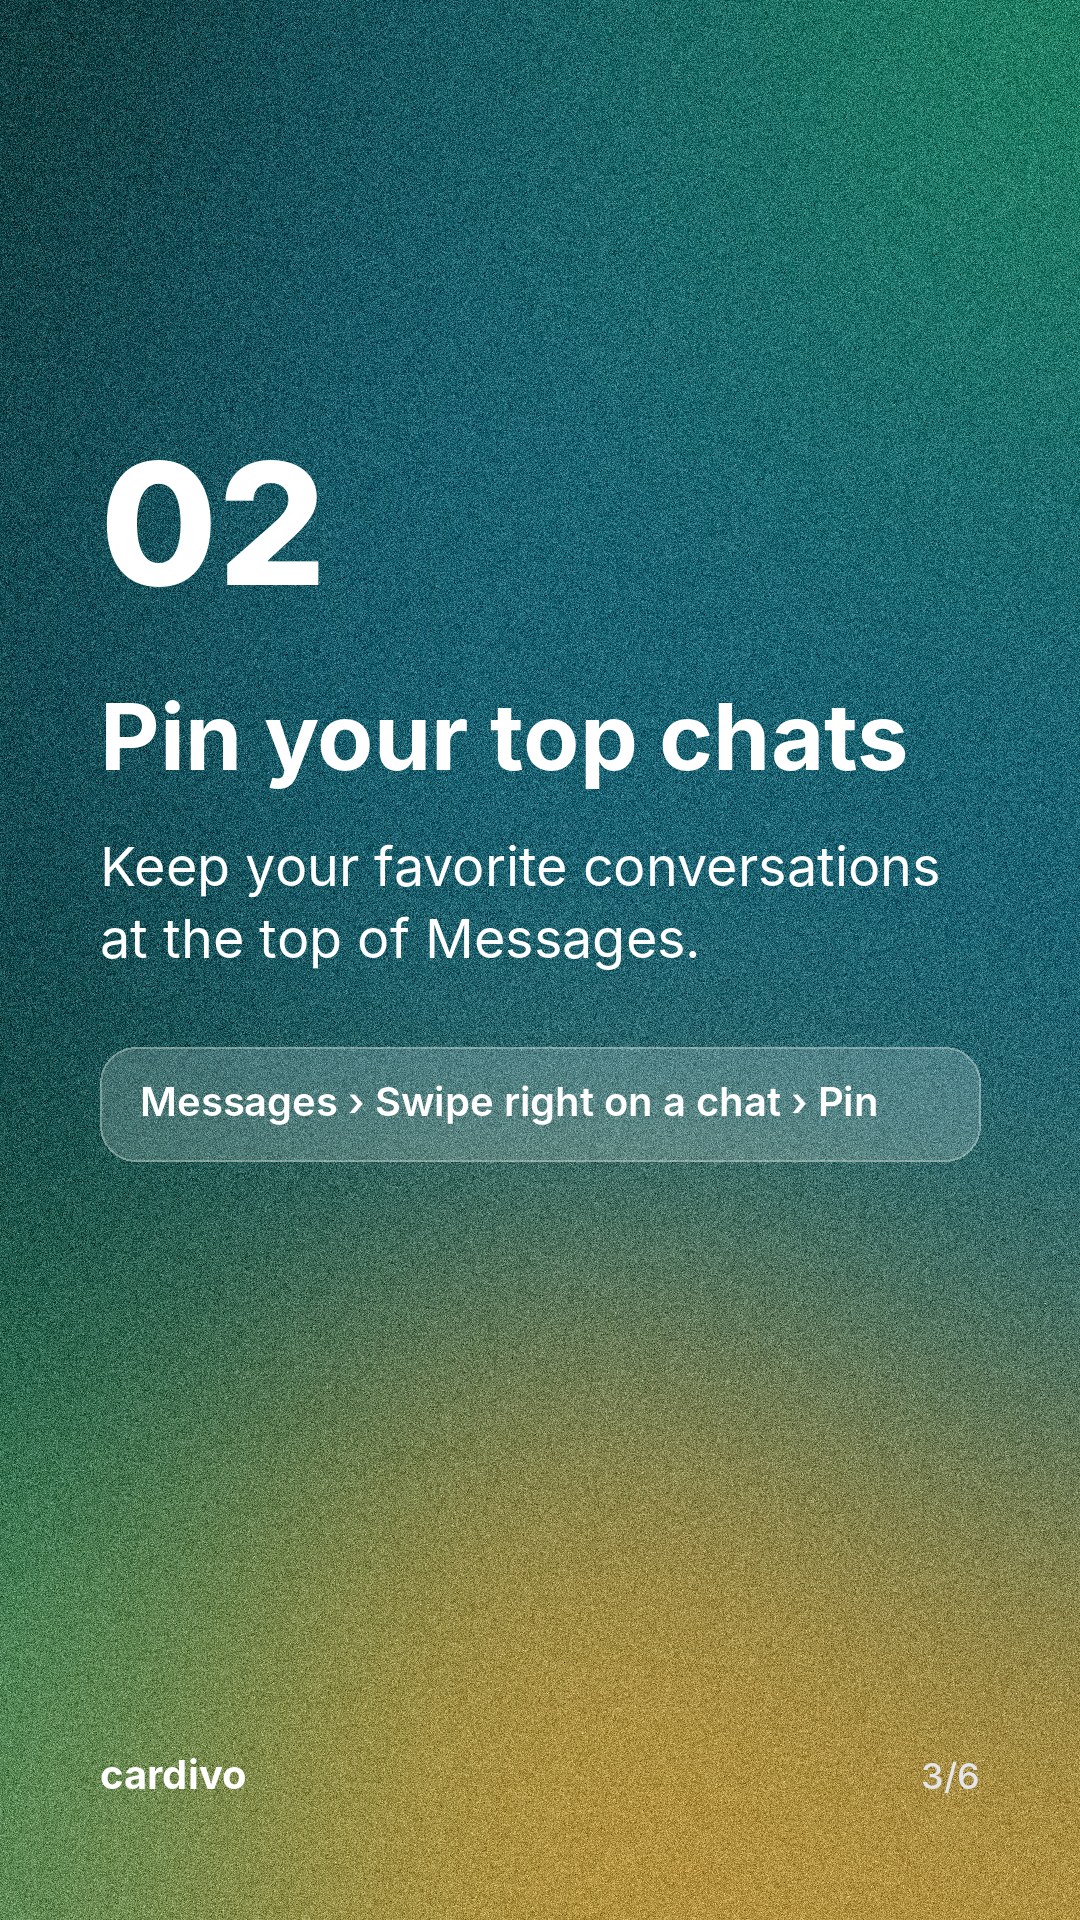 02
Pin your top chats
Keep your favorite conversations
at the top of Messages.
Messages › Swipe right on a chat › Pin
cardivo
3/6